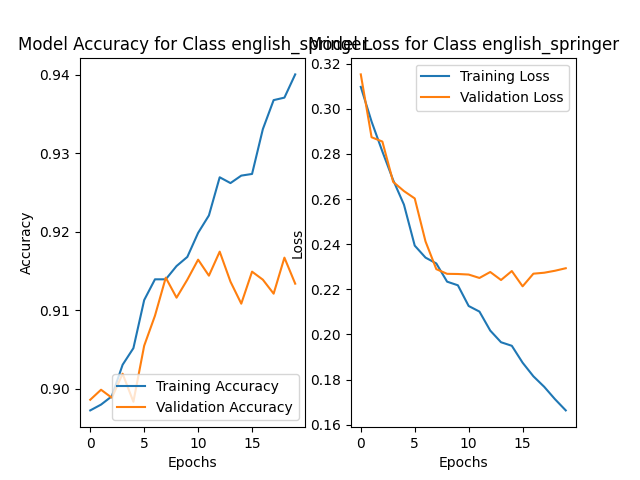 Model Accuracy for Class english_springer
Model Loss for Class english_springer
Accuracy
0.94
0.93
0.92
0.91
0.90
Training Accuracy
Validation Accuracy
0 5 10 15
Epochs
Loss
0.32
0.30
0.28
0.26
0.24
0.22
0.20
0.18
0.16
Training Loss
Validation Loss
0 5 10 15
Epochs